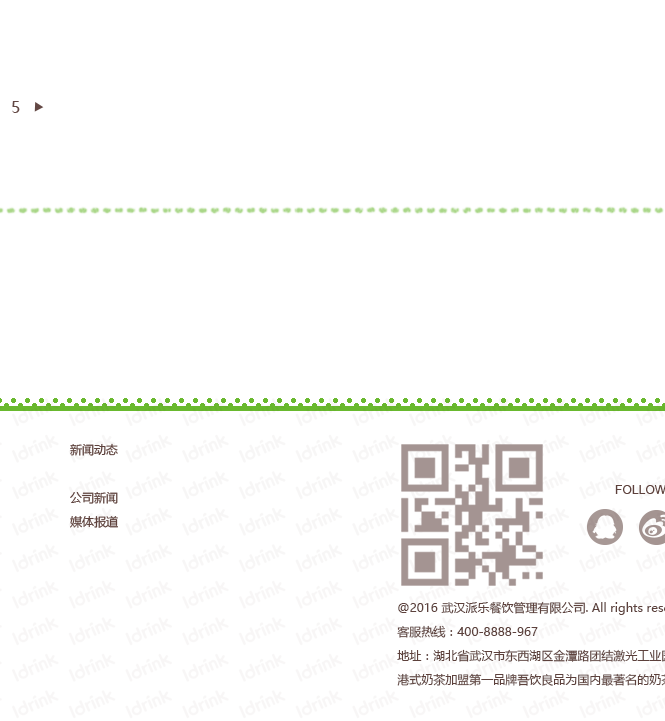 5
新闻动态
公司新闻
媒体报道
FOLLOW
@2016 武汉派乐餐饮管理有限公司. All rights rese
客服热线：400-8888-967
地址：湖北省武汉市东西湖区金潭路团结激光工业
港式奶茶加盟第一品牌吾饮良品为国内最著名的奶